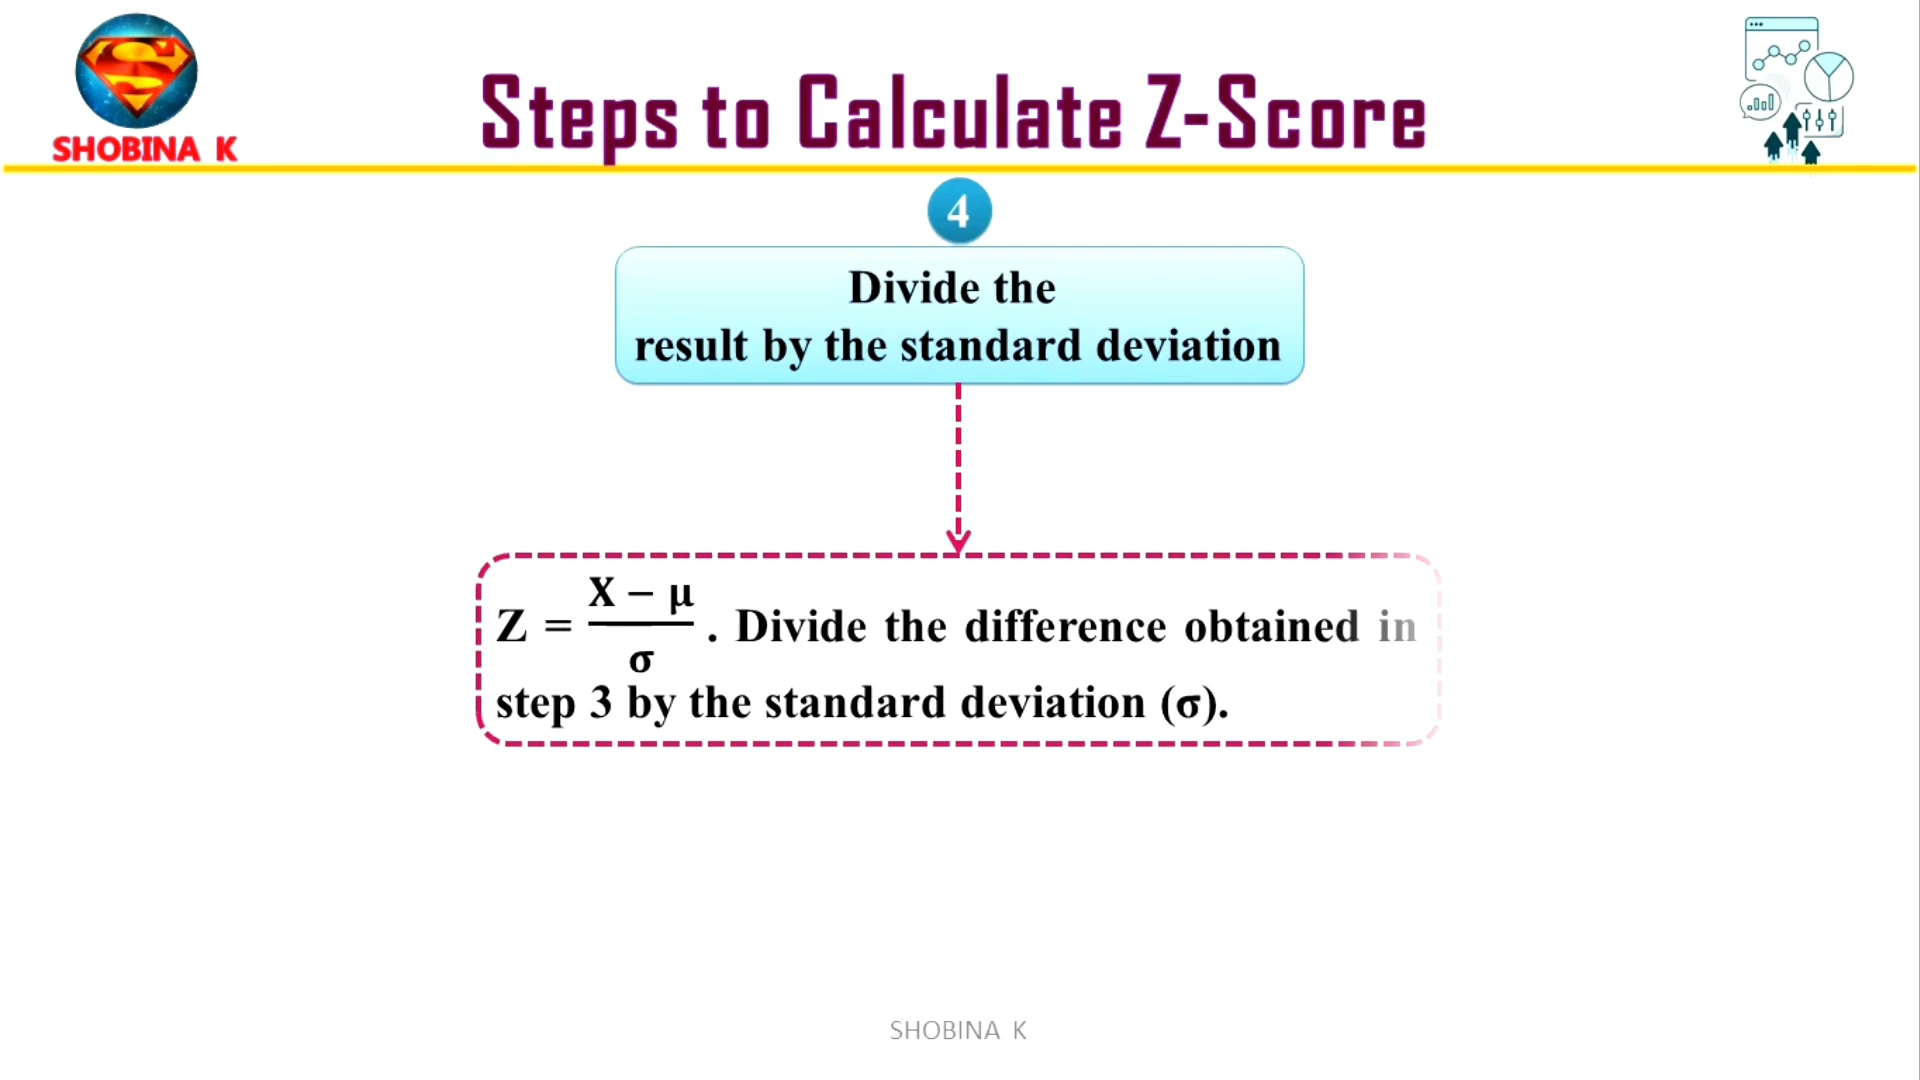 SHOBINA K
Steps to Calculate Z-Score
4
Divide the
result by the standard deviation
Z = (X − μ)/σ . Divide the difference obtained in
step 3 by the standard deviation (σ).
SHOBINA K